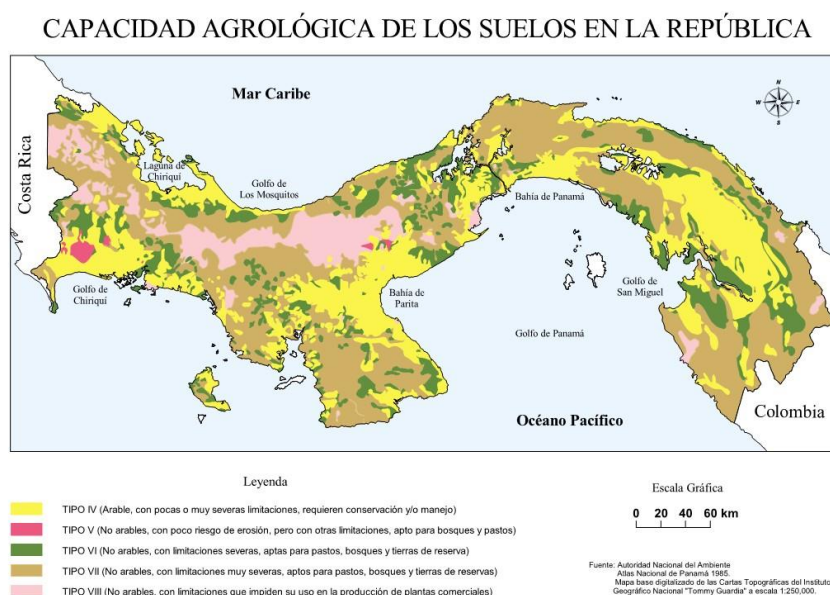 CAPACIDAD AGROLÓGICA DE LOS SUELOS EN LA REPÚBLICA
Mar Caribe
N
W E
S
Costa Rica
Laguna de
Chiriquí
Golfo de
Los Mosquitos
Bahía de Panamá
Golfo de
Chiriquí
Bahía de
Parita
Golfo de
San Miguel
Golfo de Panamá
Océano Pacífico
Colombia
Leyenda
TIPO IV (Arable, con pocas o muy severas limitaciones, requieren conservación y/o manejo)
TIPO V (No arables, con poco riesgo de erosión, pero con otras limitaciones, apto para bosques y pastos)
TIPO VI (No arables, con limitaciones severas, aptas para pastos, bosques y tierras de reserva)
TIPO VII (No arables, con limitaciones muy severas, aptos para pastos, bosques y tierras de reservas)
TIPO VIII (No arables, con limitaciones que impiden su uso en la producción de plantas comerciales)
Escala Gráfica
0 20 40 60 km
Fuente: Autoridad Nacional del Ambiente
Atlas Nacional de Panamá 1985.
Mapa base digitalizado de las Cartas Topográficas del Instituto
Geográfico Nacional "Tommy Guardia" a escala 1:250,000.